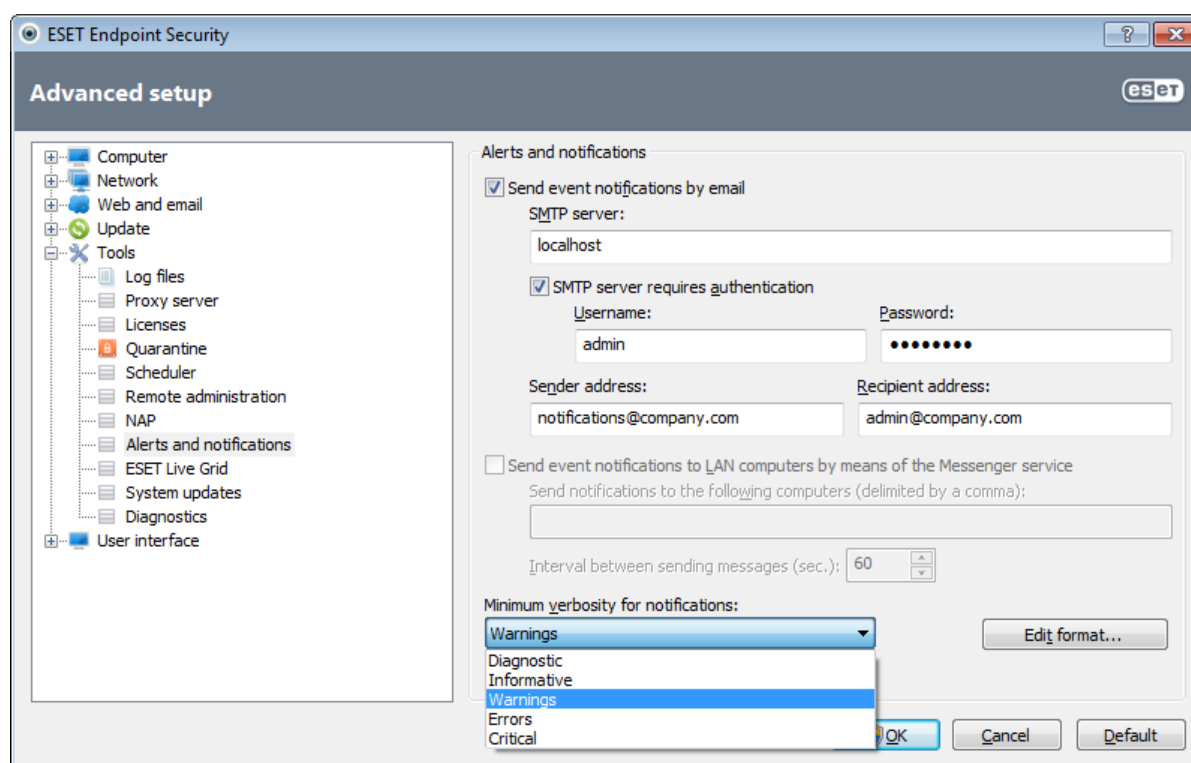 ESET Endpoint Security
?
Advanced setup
eset
Computer
Network
Web and email
Update
Tools
Log files
Proxy server
Licenses
Quarantine
Scheduler
Remote administration
NAP
Alerts and notifications
ESET Live Grid
System updates
Diagnostics
User interface
Alerts and notifications
Send event notifications by email
SMTP server:
localhost
SMTP server requires authentication
Username: Password:
admin ••••••••
Sender address: Recipient address:
notifications@company.com admin@company.com
Send event notifications to LAN computers by means of the Messenger service
Send notifications to the following computers (delimited by a comma):
Interval between sending messages (sec.): 60
Minimum verbosity for notifications:
Warnings Edit format...
Diagnostic
Informative
Warnings
Errors
Critical
OK Cancel Default